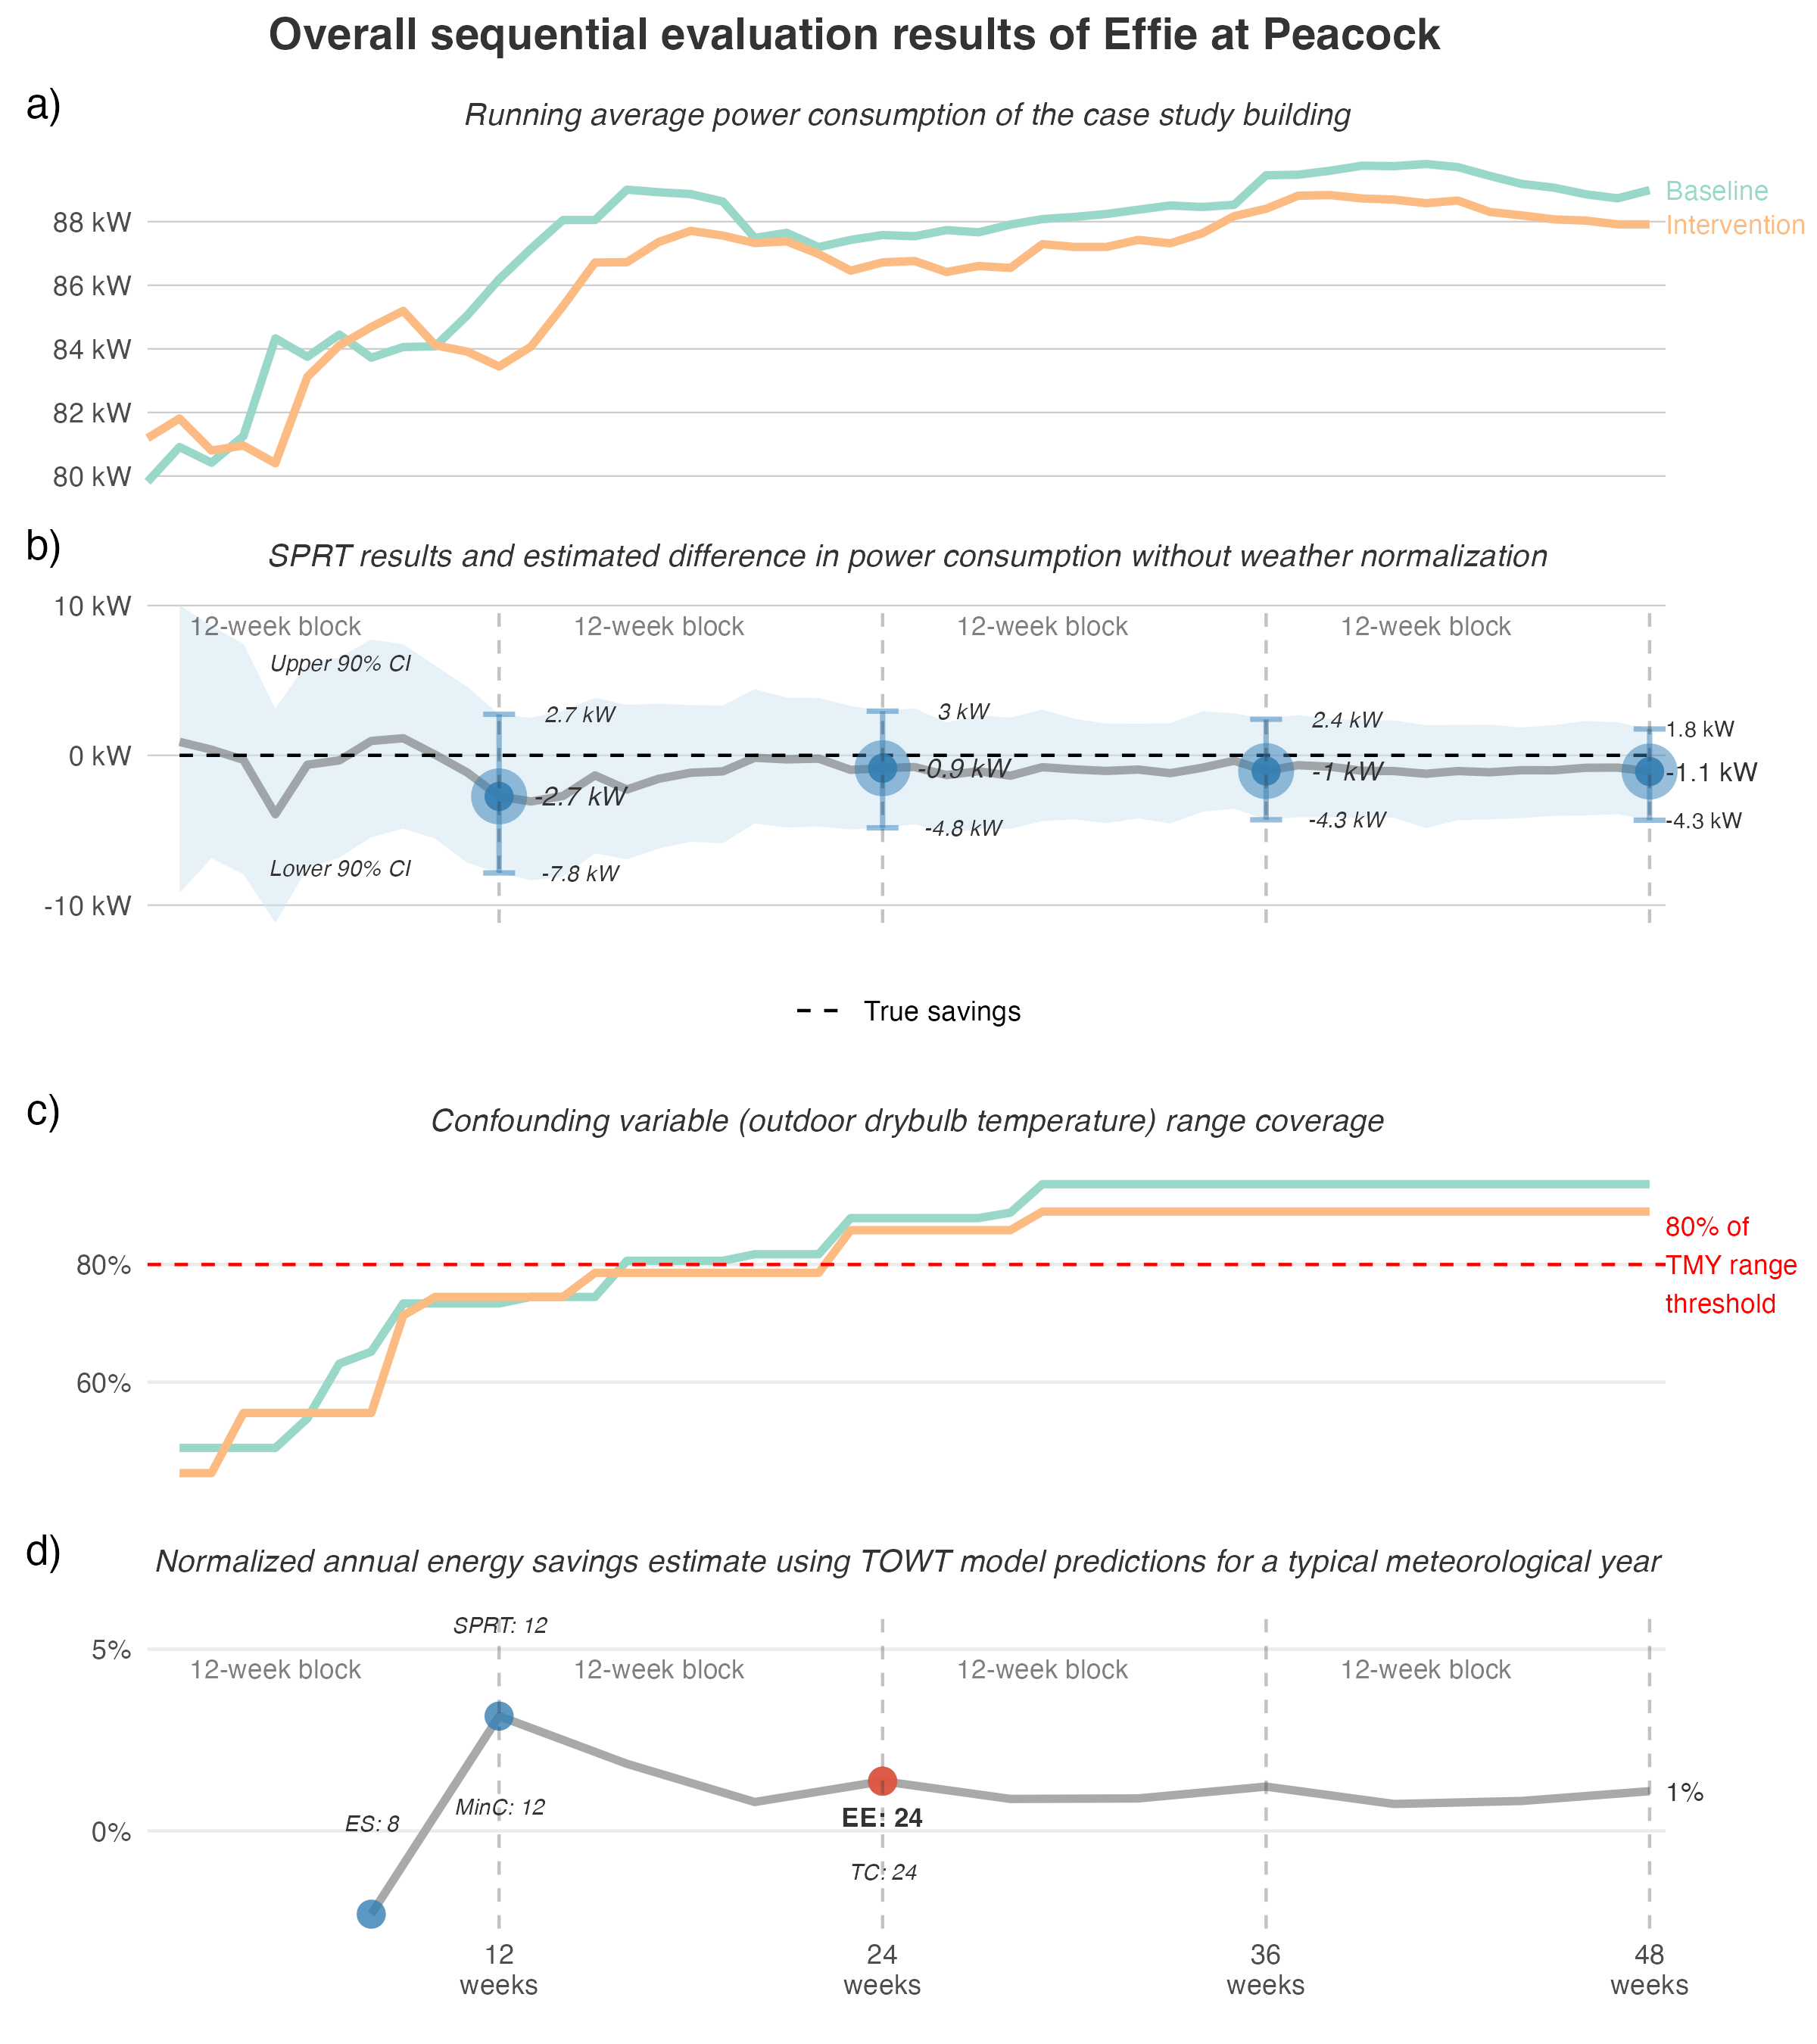 Overall sequential evaluation results of Effie at Peacock
a)
Running average power consumption of the case study building
Baseline
88 kW
Intervention
86 kW
84 kW
82 kW
80 kW
b)
SPRT results and estimated difference in power consumption without weather normalization
10 kW
12-week block
12-week block
12-week block
12-week block
Upper 90% CI
2.7 kW
3 kW
2.4 kW
1.8 kW
0 kW
-2.7 kW
-0.9 kW
-1 kW
-1.1 kW
-4.8 kW
-4.3 kW
-4.3 kW
Lower 90% CI
-7.8 kW
-10 kW
True savings
c)
Confounding variable (outdoor drybulb temperature) range coverage
80%
80% of
TMY range
threshold
60%
d)
Normalized annual energy savings estimate using TOWT model predictions for a typical meteorological year
SPRT: 12
5%
12-week block
12-week block
12-week block
12-week block
1%
MinC: 12
ES: 8
EE: 24
0%
TC: 24
12
weeks
24
weeks
36
weeks
48
weeks